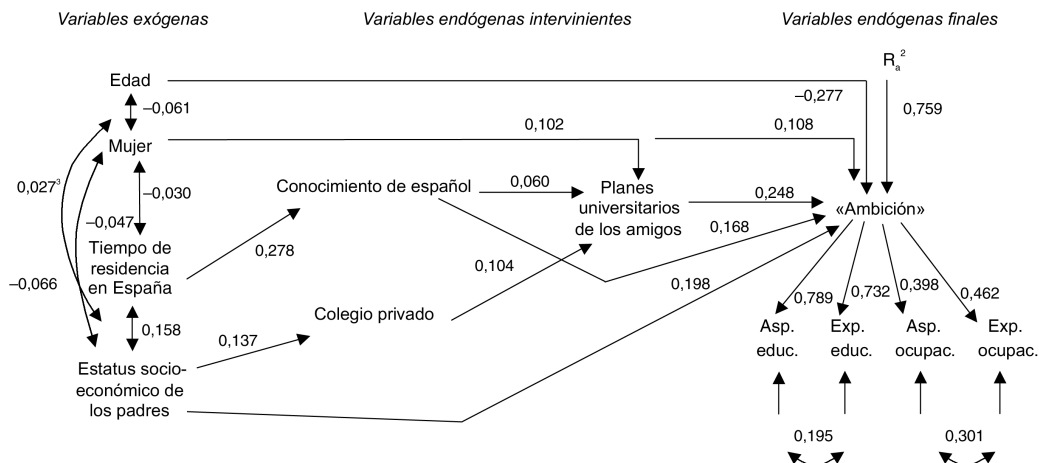 Variables exógenas
Variables endógenas intervinientes
Variables endógenas finales
R_a^2
Edad
–0,061
–0,277
0,759
Mujer
0,102
0,108
0,027³
–0,030
Conocimiento de español
0,060
Planes
universitarios
de los amigos
0,248
«Ambición»
–0,047
Tiempo de
residencia
en España
0,278
0,168
–0,066
0,104
0,198
0,789
0,732
0,398
0,462
0,158
Colegio privado
0,137
Asp.
educ.
Exp.
educ.
Asp.
ocupac.
Exp.
ocupac.
Estatus socio-
económico de
los padres
0,195
0,301